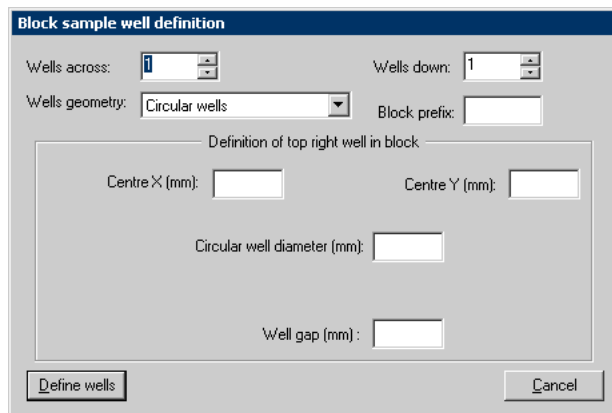 Block sample well definition
Wells across: 1 Wells down: 1
Wells geometry: Circular wells Block prefix:
Definition of top right well in block
Centre X (mm): Centre Y (mm):
Circular well diameter (mm):
Well gap (mm) :
Define wells Cancel